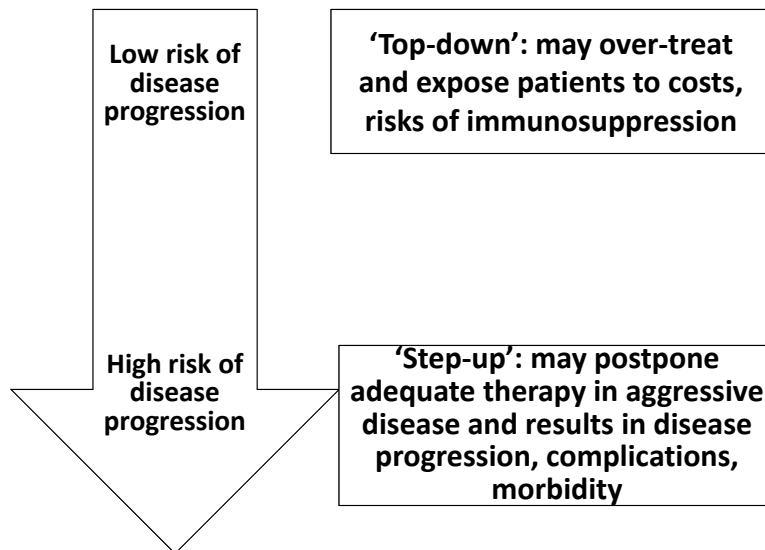 Low risk of
disease
progression
‘Top-down’: may over-treat
and expose patients to costs,
risks of immunosuppression
High risk of
disease
progression
‘Step-up’: may postpone
adequate therapy in aggressive
disease and results in disease
progression, complications,
morbidity